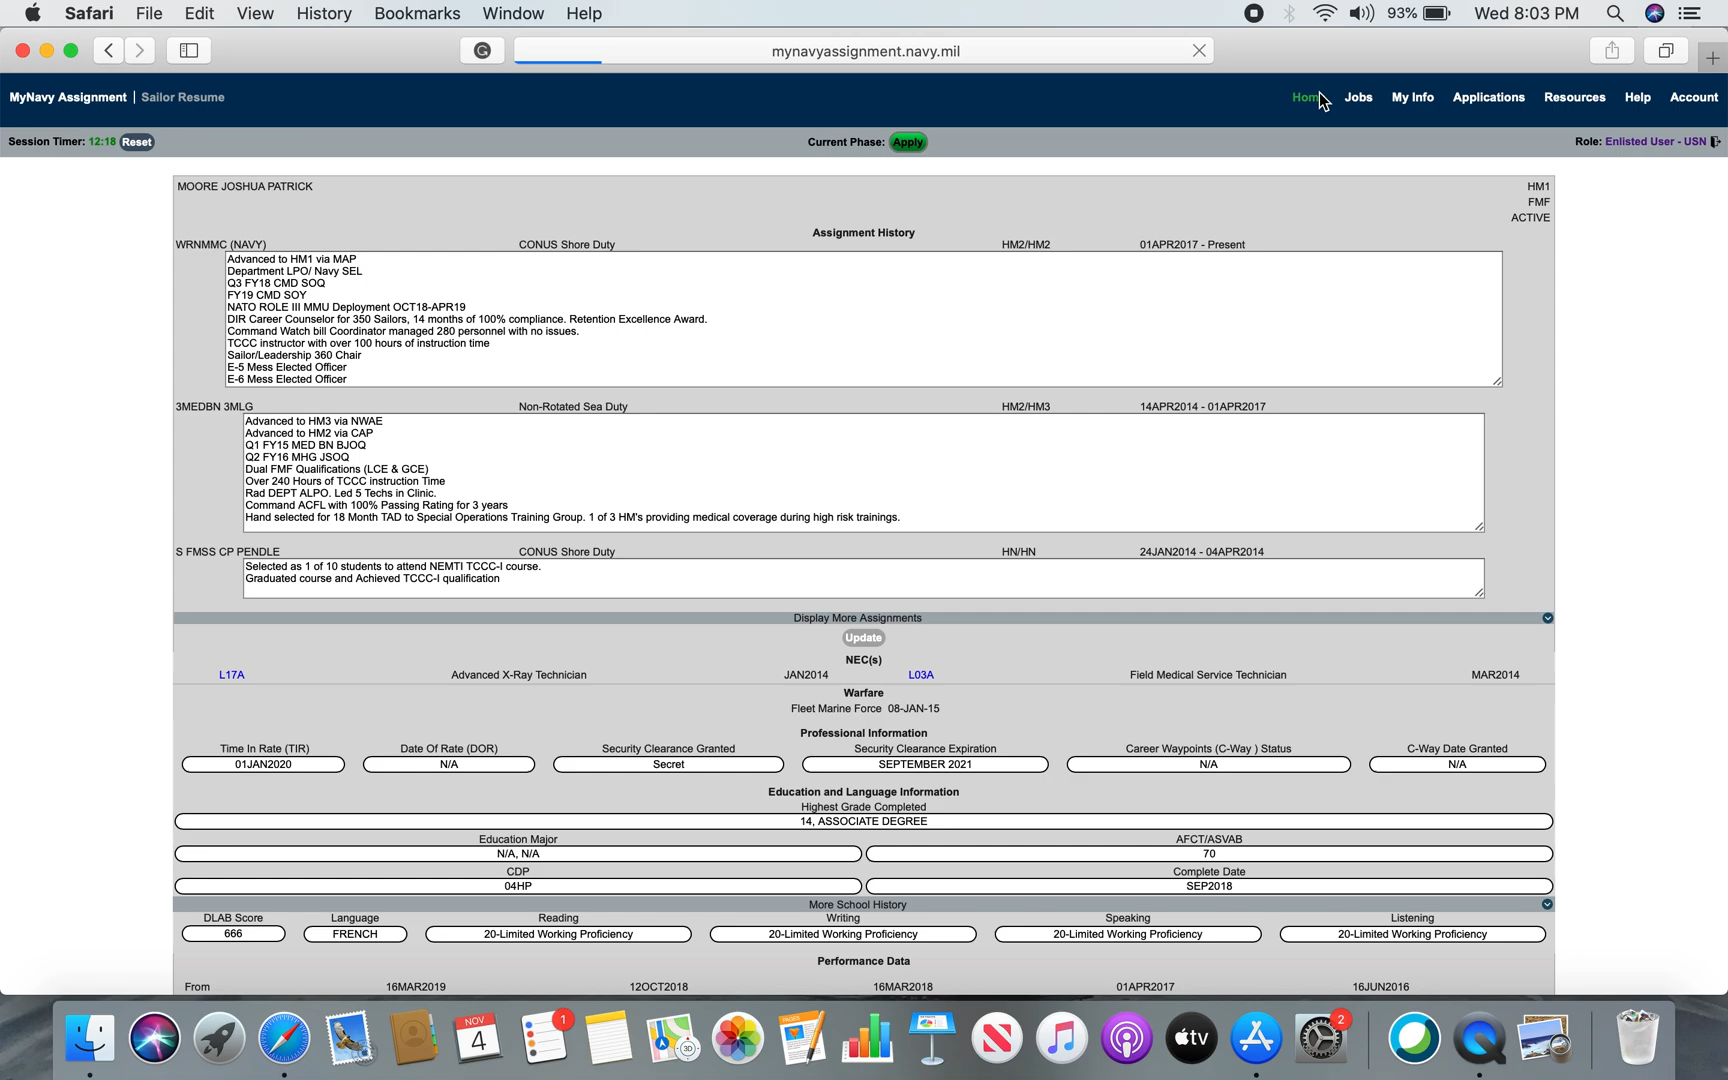 Safari File Edit View History Bookmarks Window Help 93% Wed 8:03 PM
mynavyassignment.navy.mil
MyNavy Assignment | Sailor Resume Jobs My Info Applications Resources Help Account
Session Timer: 12:18 Reset Current Phase: Apply Role: Enlisted User - USN
MOORE JOSHUA PATRICK HM1
FMF
ACTIVE
Assignment History
WRNMMC (NAVY) CONUS Shore Duty HM2/HM2 01APR2017 - Present
Advanced to HM1 via MAP
Department LPO/ Navy SEL
Q3 FY18 CMD SOQ
FY19 CMD SOY
NATO ROLE III MMU Deployment OCT18-APR19
DIR Career Counselor for 350 Sailors, 14 months of 100% compliance. Retention Excellence Award.
Command Watch bill Coordinator managed 280 personnel with no issues.
TCCC instructor with over 100 hours of instruction time
Sailor/Leadership 360 Chair
E-5 Mess Elected Officer
E-6 Mess Elected Officer
3MEDBN 3MLG Non-Rotated Sea Duty HM2/HM3 14APR2014 - 01APR2017
Advanced to HM3 via NWAE
Advanced to HM2 via CAP
Q1 FY15 MED BN BJOQ
Q2 FY16 MHG JSOQ
Dual FMF Qualifications (LCE & GCE)
Over 240 Hours of TCCC instruction Time
Rad DEPT ALPO. Led 5 Techs in Clinic.
Command ACFL with 100% Passing Rating for 3 years
Hand selected for 18 Month TAD to Special Operations Training Group. 1 of 3 HM's providing medical coverage during high risk trainings.
S FMSS CP PENDLE CONUS Shore Duty HN/HN 24JAN2014 - 04APR2014
Selected as 1 of 10 students to attend NEMTI TCCC-I course.
Graduated course and Achieved TCCC-I qualification
Display More Assignments
Update
NEC(s)
L17A Advanced X-Ray Technician JAN2014 L03A Field Medical Service Technician MAR2014
Warfare
Fleet Marine Force 08-JAN-15
Professional Information
Time In Rate (TIR) Date Of Rate (DOR) Security Clearance Granted Security Clearance Expiration Career Waypoints (C-Way ) Status C-Way Date Granted
01JAN2020 N/A Secret SEPTEMBER 2021 N/A N/A
Education and Language Information
Highest Grade Completed
14, ASSOCIATE DEGREE
Education Major AFCT/ASVAB
N/A, N/A 70
CDP Complete Date
04HP SEP2018
More School History
DLAB Score Language Reading Writing Speaking Listening
666 FRENCH 20-Limited Working Proficiency 20-Limited Working Proficiency 20-Limited Working Proficiency 20-Limited Working Proficiency
Performance Data
From 16MAR2019 12OCT2018 16MAR2018 01APR2017 16JUN2016
NOV 4 1 3D PAGES tv 2